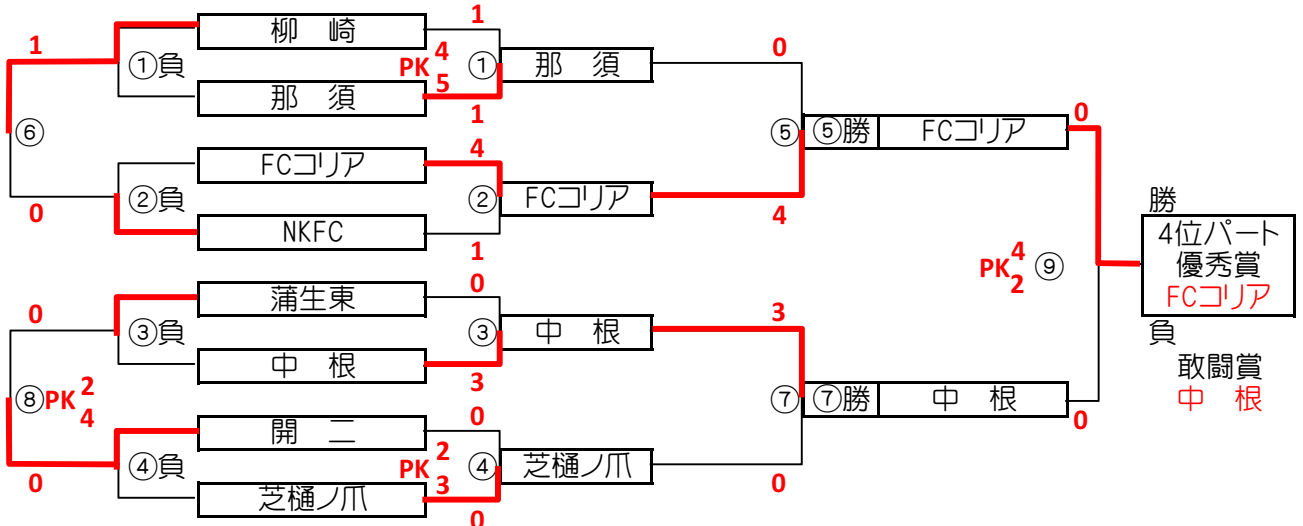 1
柳　崎
1
①負
PK 4
5
①
那　須
0
那　須
1
⑥
⑤
⑤勝
FCコリア
0
FCコリア
4
②負
②
FCコリア
4
0
NKFC
1
勝
4位パート
優秀賞
FCコリア
PK 4
2
⑨
負
敢闘賞
中　根
0
蒲生東
0
③負
③
中　根
3
中　根
3
⑧
PK 2
4
⑦
⑦勝
中　根
0
開　二
0
④負
PK 2
3
④
芝樋ノ爪
0
0
芝樋ノ爪
0